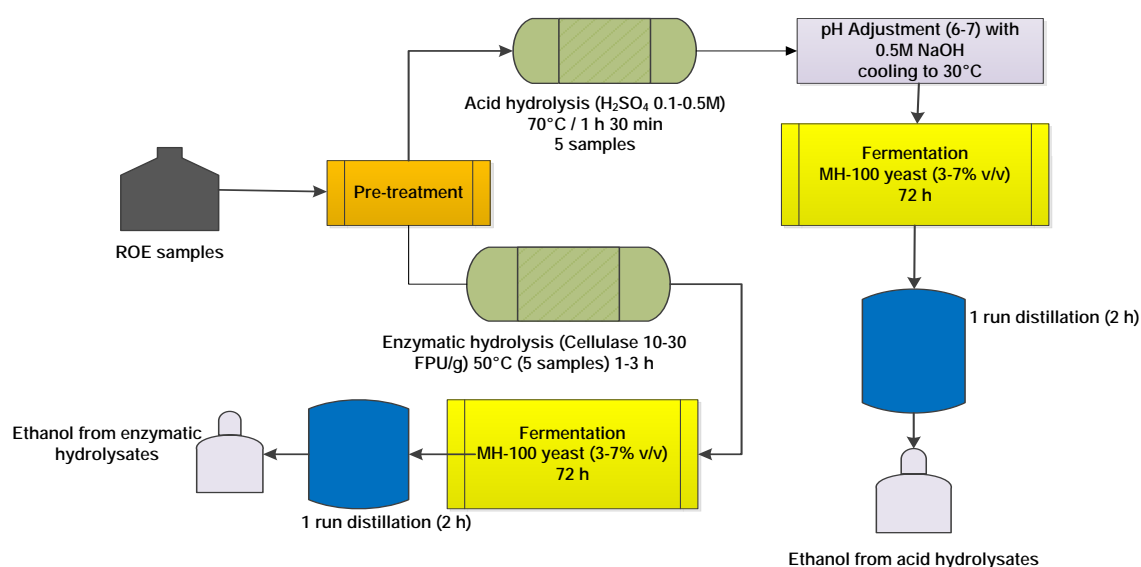 ROE samples
Pre-treatment
Acid hydrolysis (H₂SO₄ 0.1-0.5M)
70°C / 1 h 30 min
5 samples
pH Adjustment (6-7) with
0.5M NaOH
cooling to 30°C
Fermentation
MH-100 yeast (3-7% v/v)
72 h
1 run distillation (2 h)
Ethanol from acid hydrolysates
Enzymatic hydrolysis (Cellulase 10-30
FPU/g) 50°C (5 samples) 1-3 h
Fermentation
MH-100 yeast (3-7% v/v)
72 h
1 run distillation (2 h)
Ethanol from enzymatic
hydrolysates